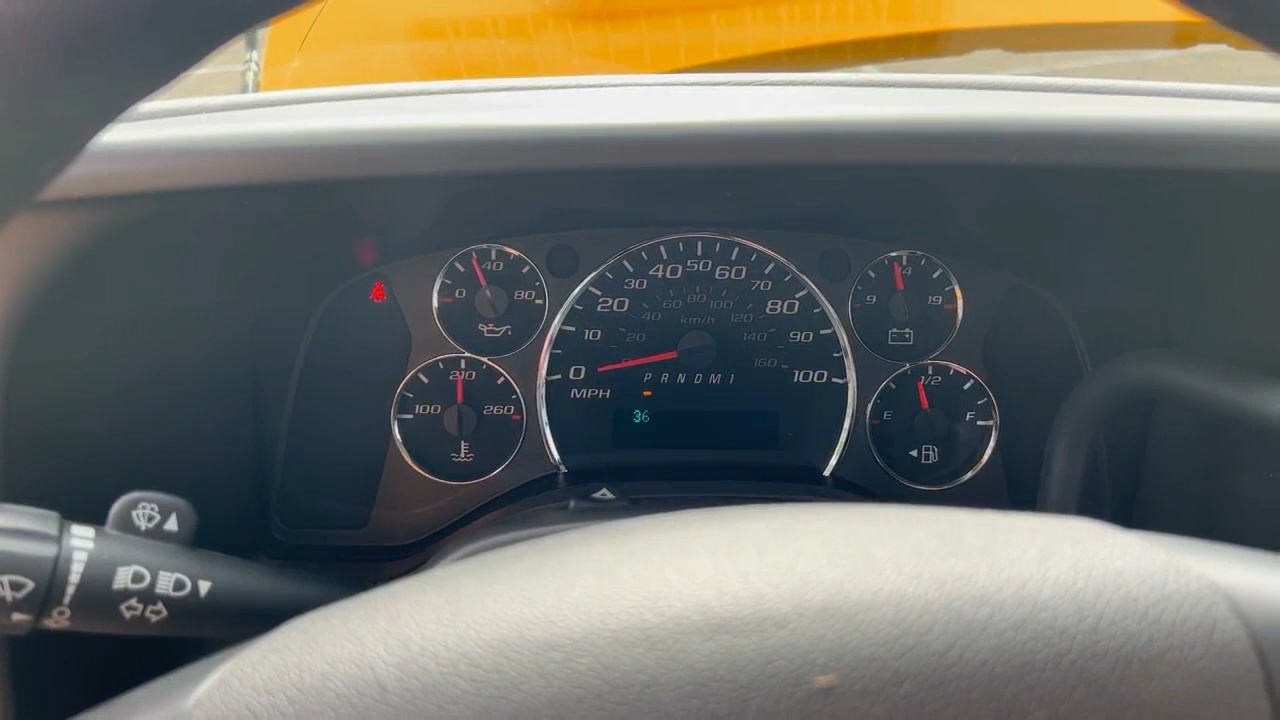 0 40 80
100 210 260
0 10 20 30 40 50 60 70 80 90 100
20 40 60 80 100 120 140 160
km/h
P R N D M 1
MPH
36
9 14 19
E 1/2 F